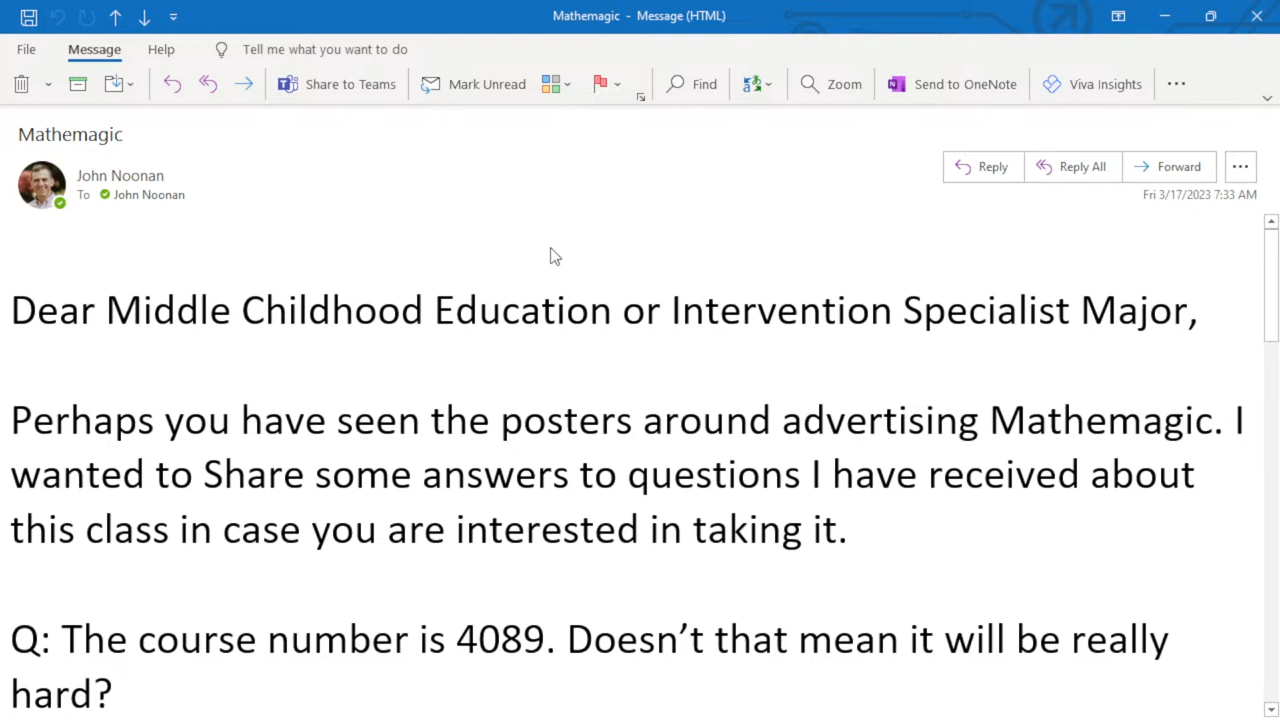 Mathemagic - Message (HTML)
File Message Help Tell me what you want to do
Share to Teams Mark Unread Find Zoom Send to OneNote Viva Insights
Mathemagic
John Noonan
To John Noonan
Reply Reply All Forward
Fri 3/17/2023 7:33 AM
Dear Middle Childhood Education or Intervention Specialist Major,
Perhaps you have seen the posters around advertising Mathemagic. I
wanted to Share some answers to questions I have received about
this class in case you are interested in taking it.
Q: The course number is 4089. Doesn’t that mean it will be really
hard?